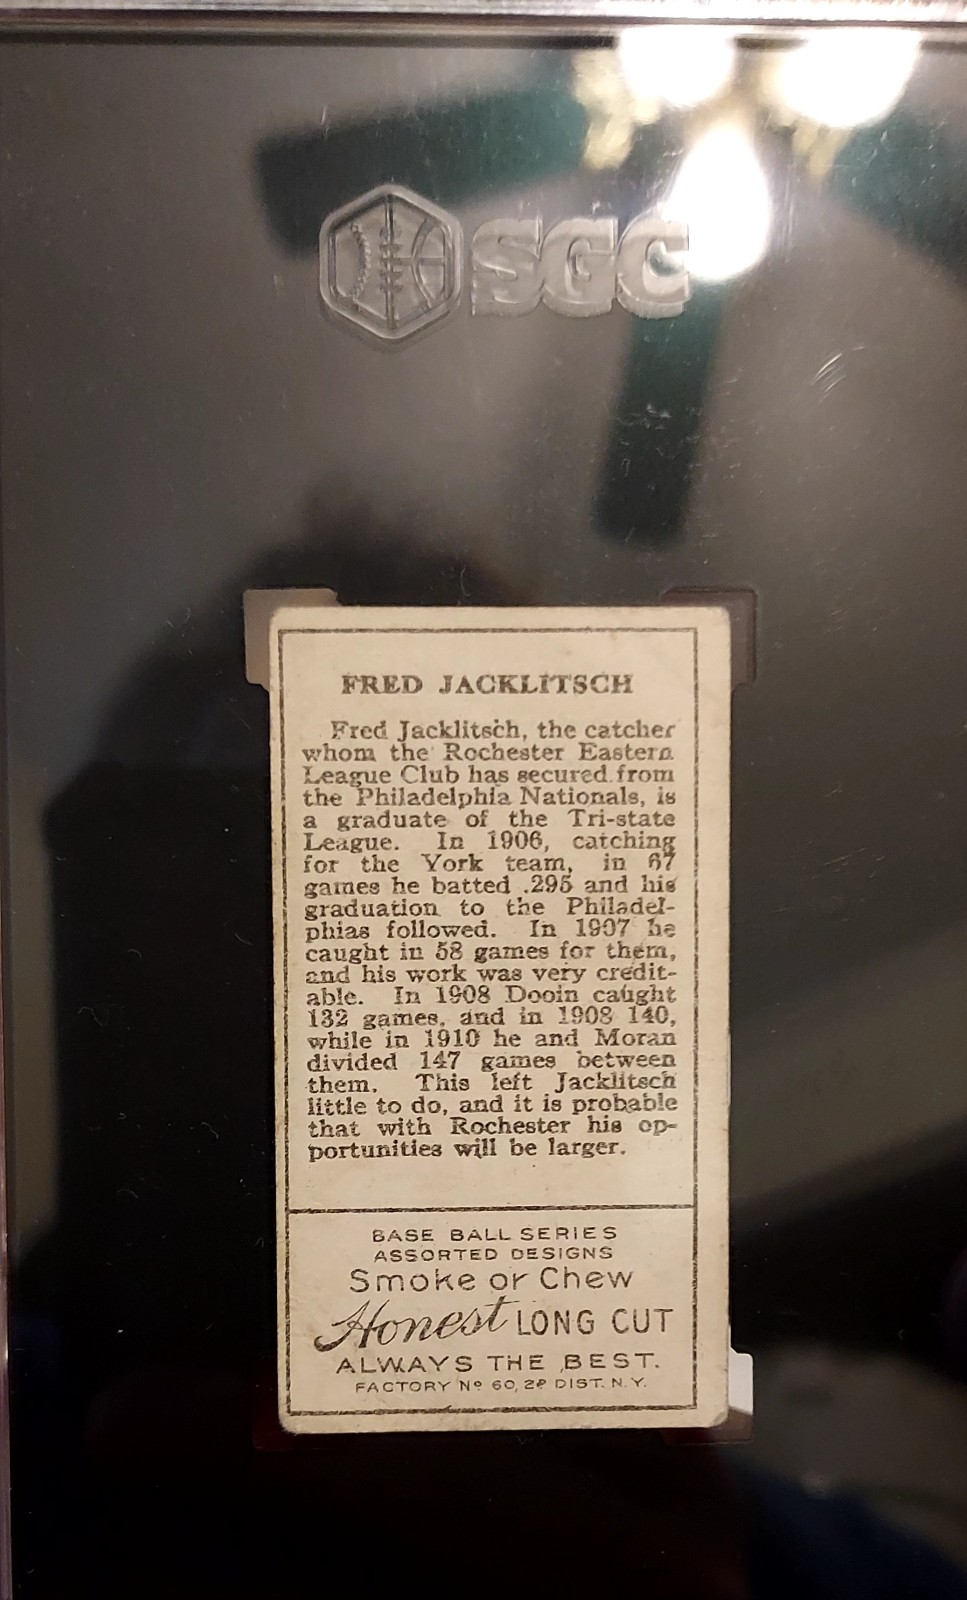 SGC
FRED JACKLITSCH
Fred Jacklitsch, the catcher
whom the Rochester Eastern
League Club has secured from
the Philadelphia Nationals, is
a graduate of the Tri-state
League. In 1906, catching
for the York team, in 67
games he batted .295 and his
graduation to the Philadel-
phias followed. In 1907 he
caught in 58 games for them,
and his work was very credit-
able. In 1908 Dooin caught
132 games, and in 1908 140,
while in 1910 he and Moran
divided 147 games between
them. This left Jacklitsch
little to do, and it is probable
that with Rochester his op-
portunities will be larger.
BASE BALL SERIES
ASSORTED DESIGNS
Smoke or Chew
Honest LONG CUT
ALWAYS THE BEST.
FACTORY Nº 60, 2D DIST. N.Y.